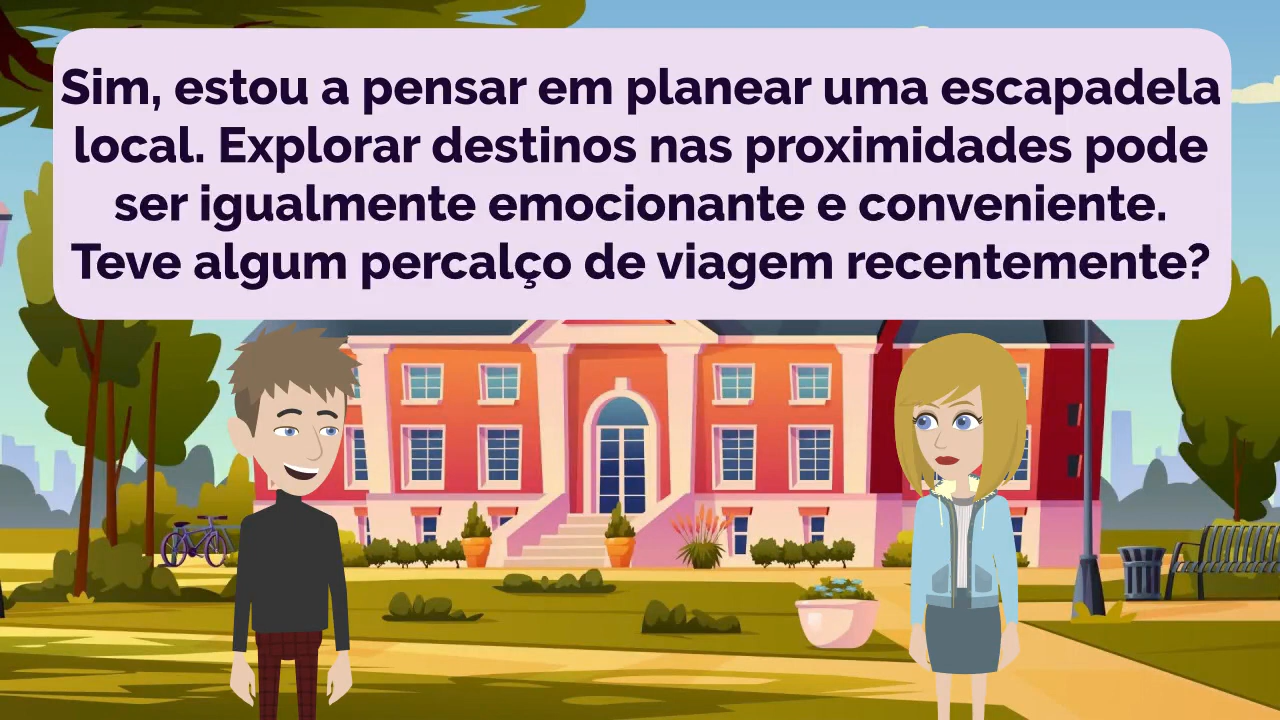 Sim, estou a pensar em planear uma escapadela
local. Explorar destinos nas proximidades pode
ser igualmente emocionante e conveniente.
Teve algum percalço de viagem recentemente?